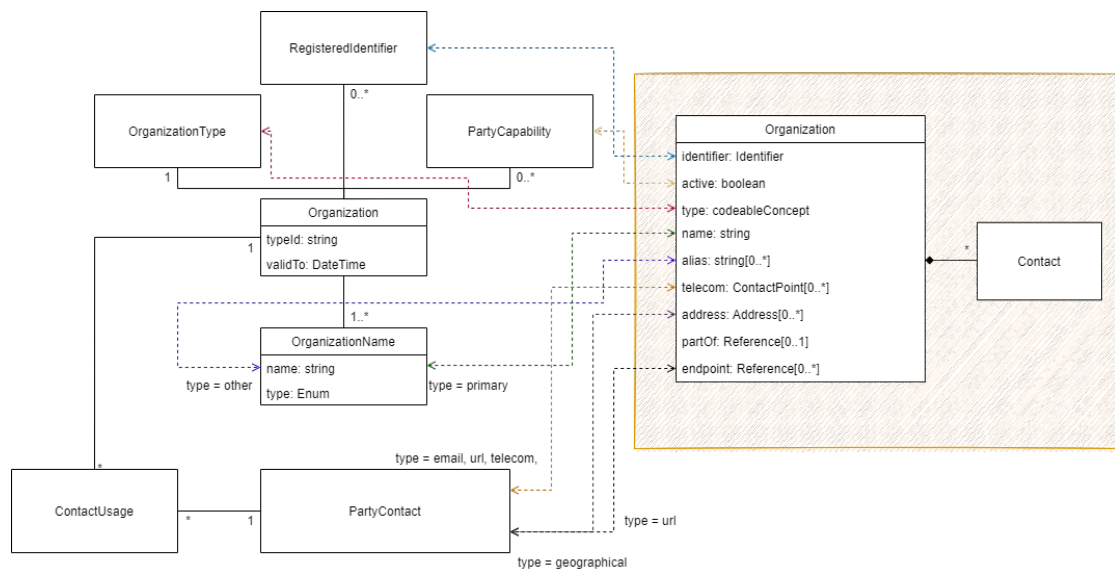 RegisteredIdentifier
0..*
OrganizationType
1
PartyCapability
0..*
Organization
typeId: string
validTo: DateTime
1
1..*
OrganizationName
name: string
type: Enum
type = other
type = primary
type = email, url, telecom,
*
ContactUsage
*
1
PartyContact
type = url
type = geographical
Organization
identifier: Identifier
active: boolean
type: codeableConcept
name: string
alias: string[0..*]
telecom: ContactPoint[0..*]
address: Address[0..*]
partOf: Reference[0..1]
endpoint: Reference[0..*]
*
Contact